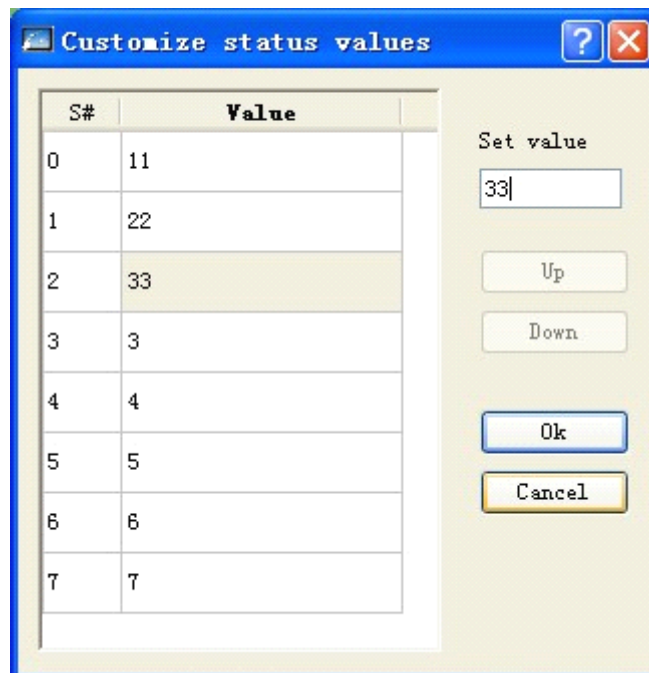 Customize status values
S# Value
0 11
1 22
2 33
3 3
4 4
5 5
6 6
7 7
Set value
33
Up
Down
Ok
Cancel